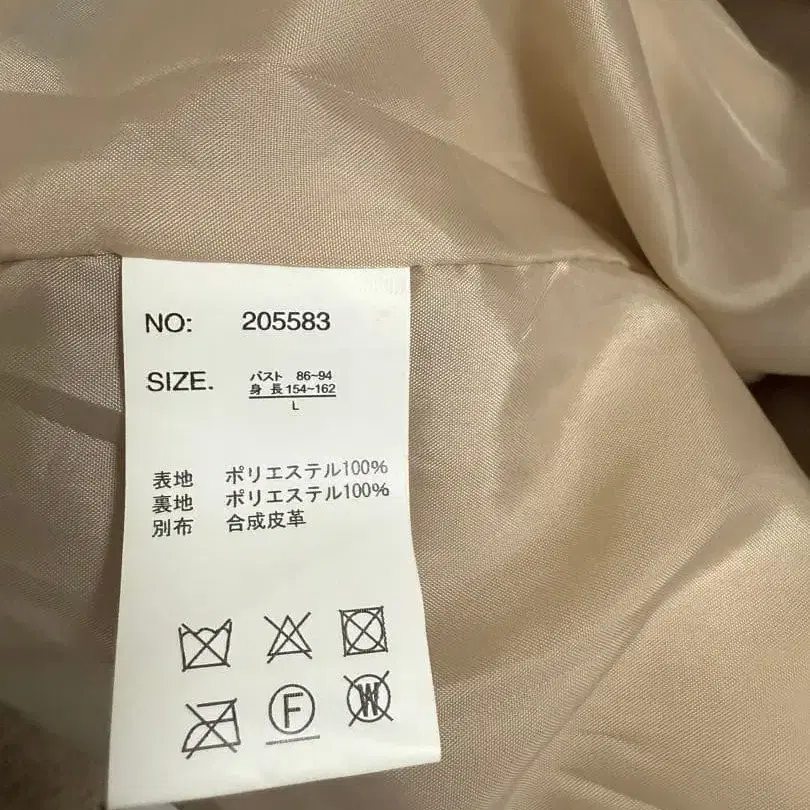 NO: 205583
SIZE. バスト 86~94
身 長 154~162
L
表地 ポリエステル100%
裏地 ポリエステル100%
別布 合成皮革
F W